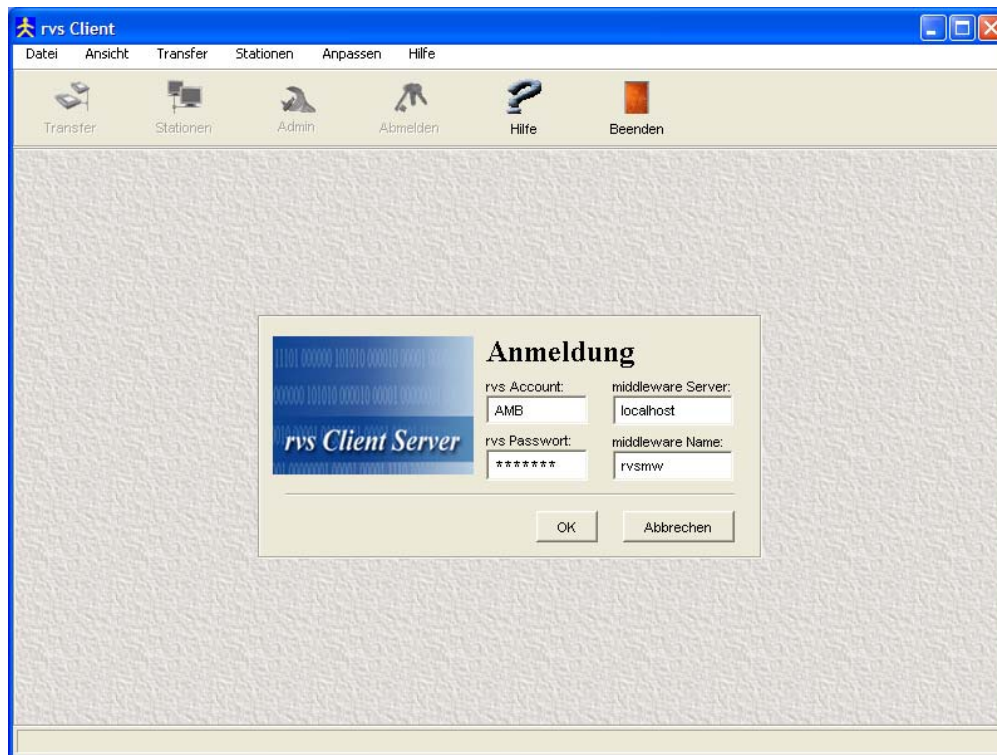 rvs Client
Datei Ansicht Transfer Stationen Anpassen Hilfe
Transfer Stationen Admin Abmelden Hilfe Beenden
Anmeldung
rvs Account: middleware Server:
AMB localhost
rvs Passwort: middleware Name:
******* rvsmw
rvs Client Server
OK Abbrechen